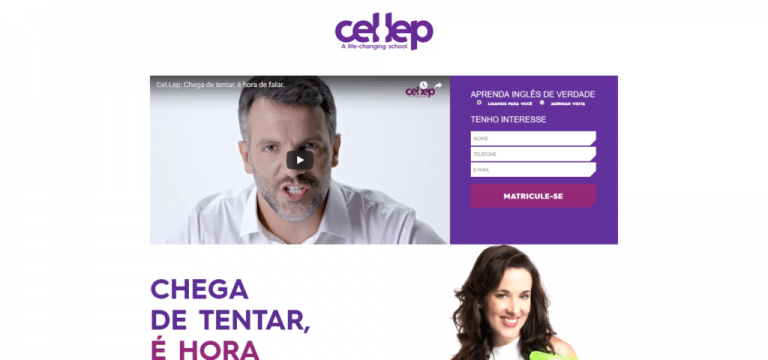 cel.lep
A life-changing school
Cel.Lep: Chega de tentar, é hora de falar.
cel.lep
APRENDA INGLÊS DE VERDADE
LIGAMOS PARA VOCÊ AGENDAR VISITA
TENHO INTERESSE
NOME
TELEFONE
E-MAIL
MATRICULE-SE
CHEGA
DE TENTAR,
É HORA